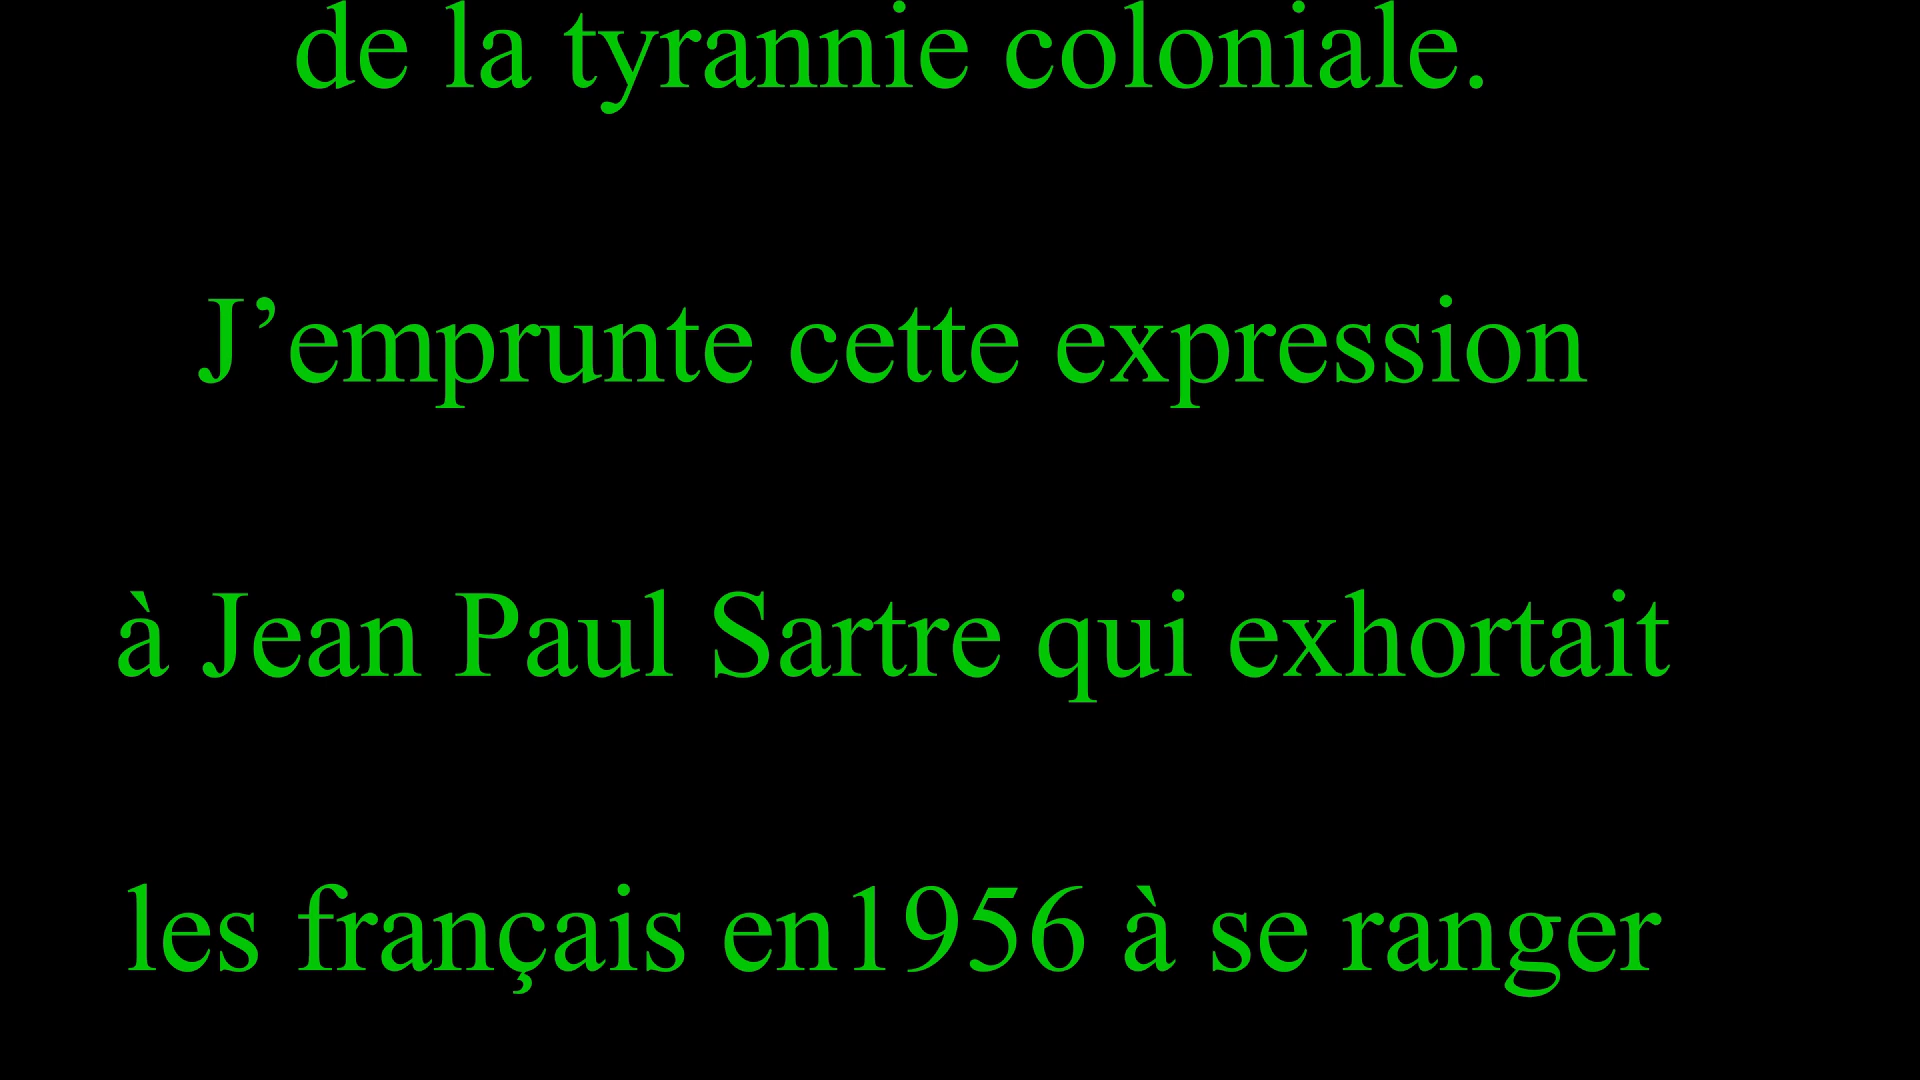 de la tyrannie coloniale.
J’emprunte cette expression
à Jean Paul Sartre qui exhortait
les français en1956 à se ranger